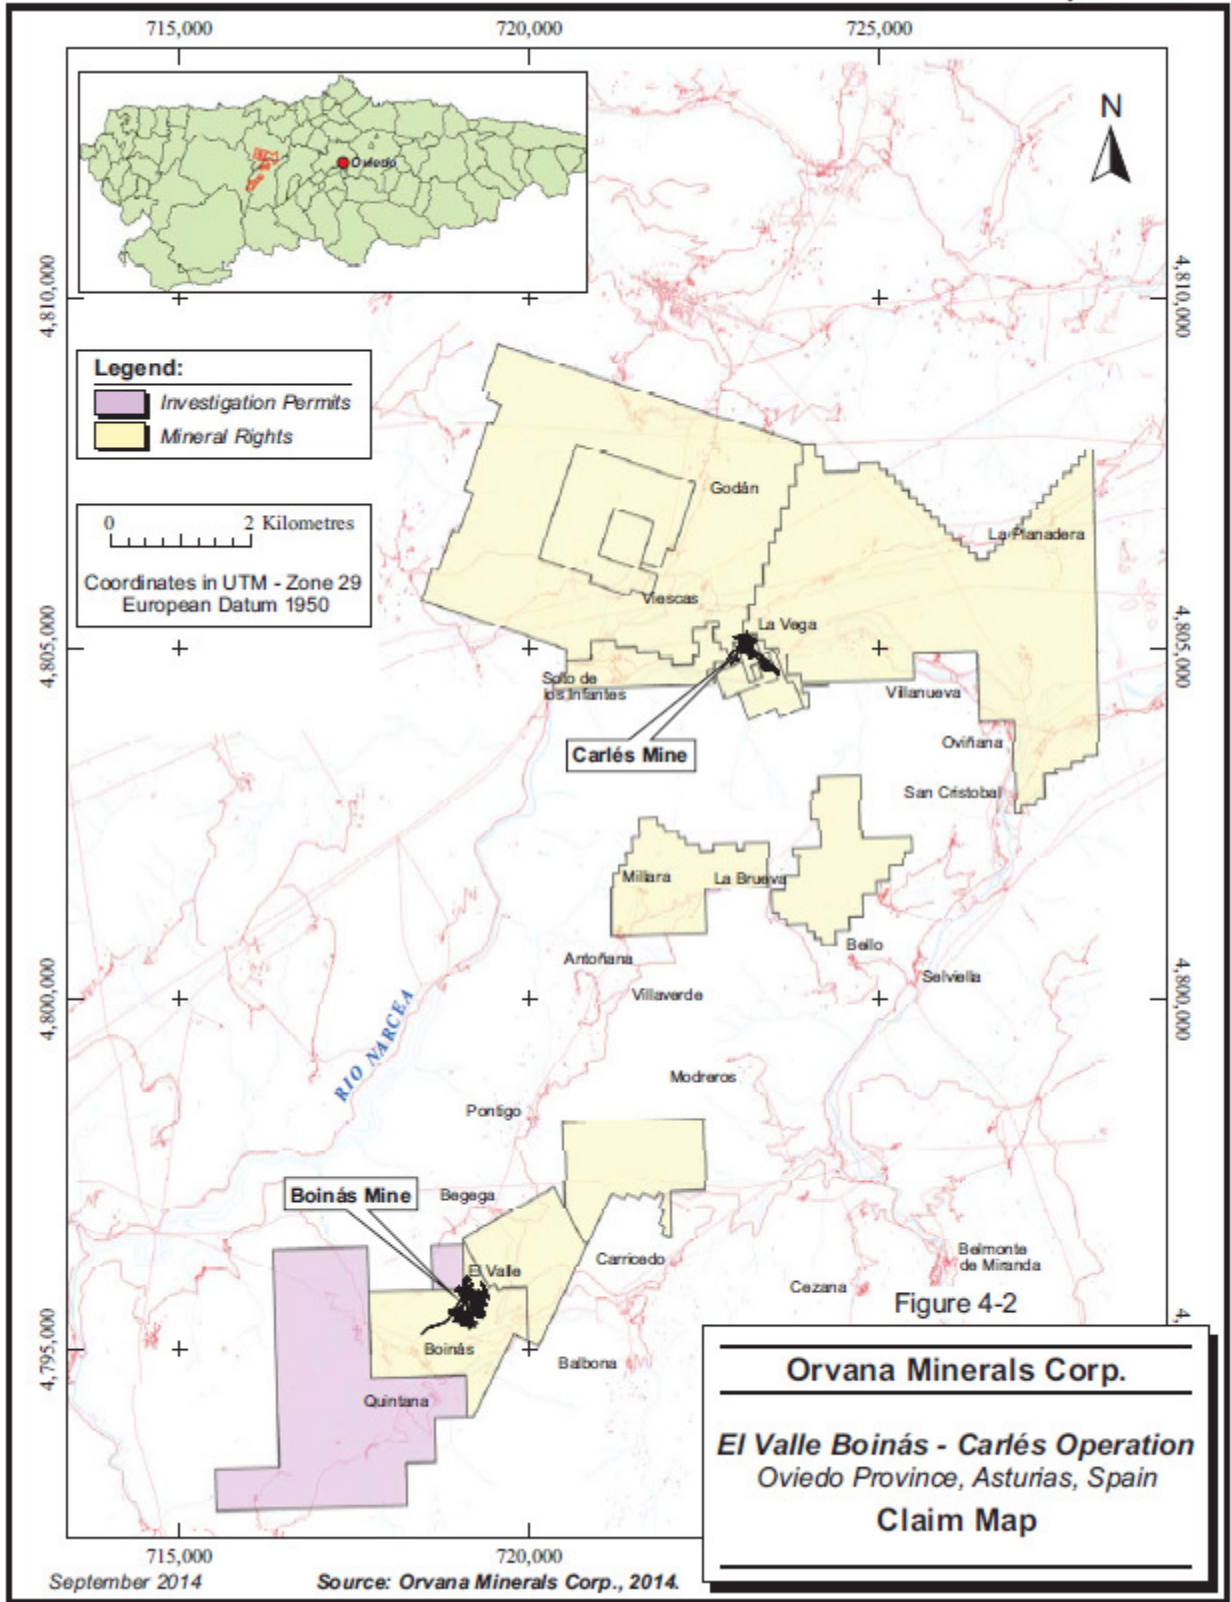 715,000
720,000
725,000
Oviedo
N
4,810,000
4,810,000
Legend:
Investigation Permits
Mineral Rights
0 2 Kilometres
Coordinates in UTM - Zone 29
European Datum 1950
Godán
La Planadera
Viescas
La Vega
4,805,000
4,805,000
Soto de
los Infantes
Villanueva
Carlés Mine
Oviñana
San Cristobal
Millara
La Brueva
Bello
Antoñana
Selviella
Villaverde
4,800,000
4,800,000
RIO NARCEA
Modreros
Pontigo
Boinás Mine
Begega
El Valle
Carricedo
Belmonte
de Miranda
Cezana
Figure 4-2
4,795,000
4,
Boinás
Balbona
Quintana
Orvana Minerals Corp.
El Valle Boinás - Carlés Operation
Oviedo Province, Asturias, Spain
Claim Map
715,000
720,000
September 2014
Source: Orvana Minerals Corp., 2014.